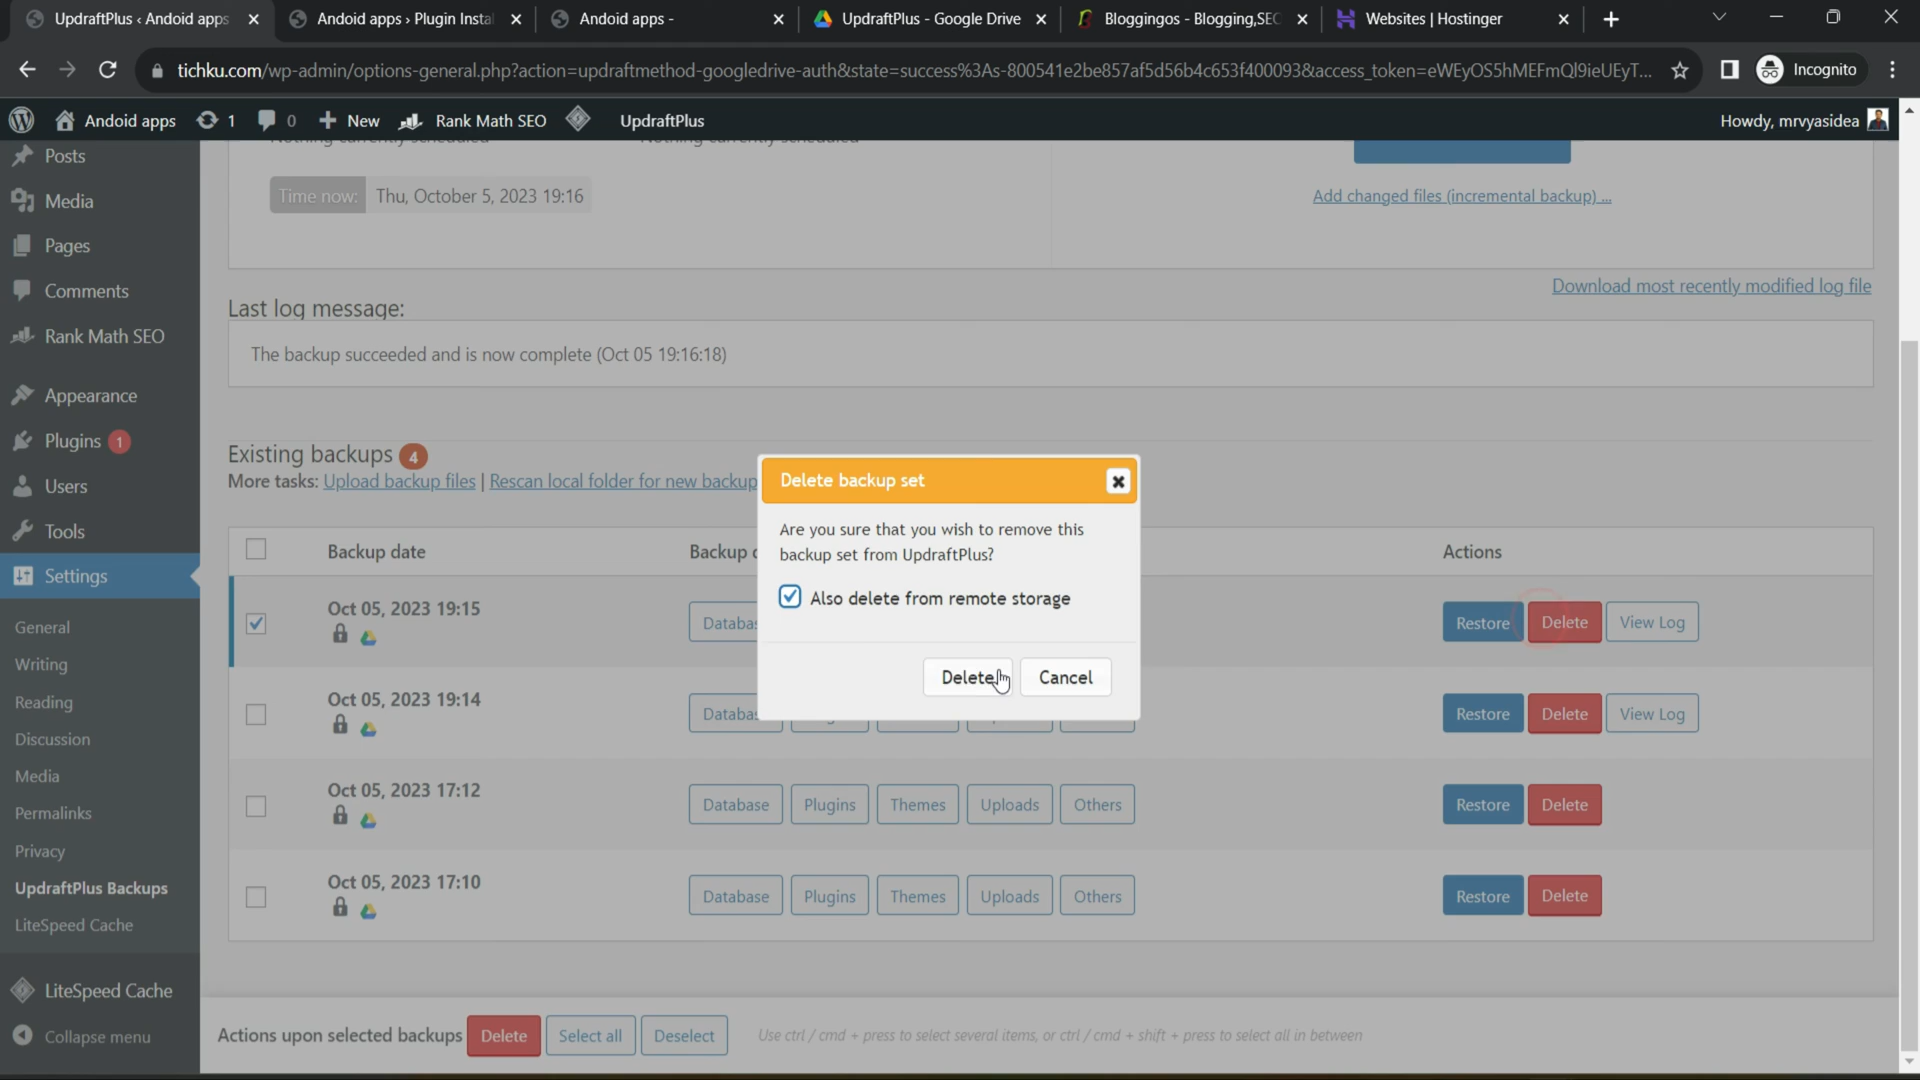 UpdraftPlus ‹ Andoid apps
Andoid apps › Plugin Insta
Andoid apps -
UpdraftPlus - Google Drive
Bloggingos - Blogging,SEO
Websites | Hostinger
tichku.com/wp-admin/options-general.php?action=updraftmethod-googledrive-auth&state=success%3As-800541e2be857af5d56b4c653f400093&access_token=eWEyOS5hMEFmQl9ieUEyT...
Incognito
Andoid apps
1
0
New
Rank Math SEO
UpdraftPlus
Howdy, mrvyasidea
Posts
Media
Pages
Comments
Rank Math SEO
Appearance
Plugins 1
Users
Tools
Settings
General
Writing
Reading
Discussion
Media
Permalinks
Privacy
UpdraftPlus Backups
LiteSpeed Cache
LiteSpeed Cache
Collapse menu
Nothing currently scheduled
Nothing currently scheduled
Time now: Thu, October 5, 2023 19:16
Add changed files (incremental backup) ...
Download most recently modified log file
Last log message:
The backup succeeded and is now complete (Oct 05 19:16:18)
Existing backups 4
More tasks: Upload backup files | Rescan local folder for new backup
Backup date
Backup
Actions
Oct 05, 2023 19:15
Restore Delete View Log
Oct 05, 2023 19:14
Restore Delete View Log
Oct 05, 2023 17:12
Database Plugins Themes Uploads Others
Restore Delete
Oct 05, 2023 17:10
Database Plugins Themes Uploads Others
Restore Delete
Delete backup set
Are you sure that you wish to remove this
backup set from UpdraftPlus?
Also delete from remote storage
Delete
Cancel
Actions upon selected backups Delete Select all Deselect
Use ctrl / cmd + press to select several items, or ctrl / cmd + shift + press to select all in between